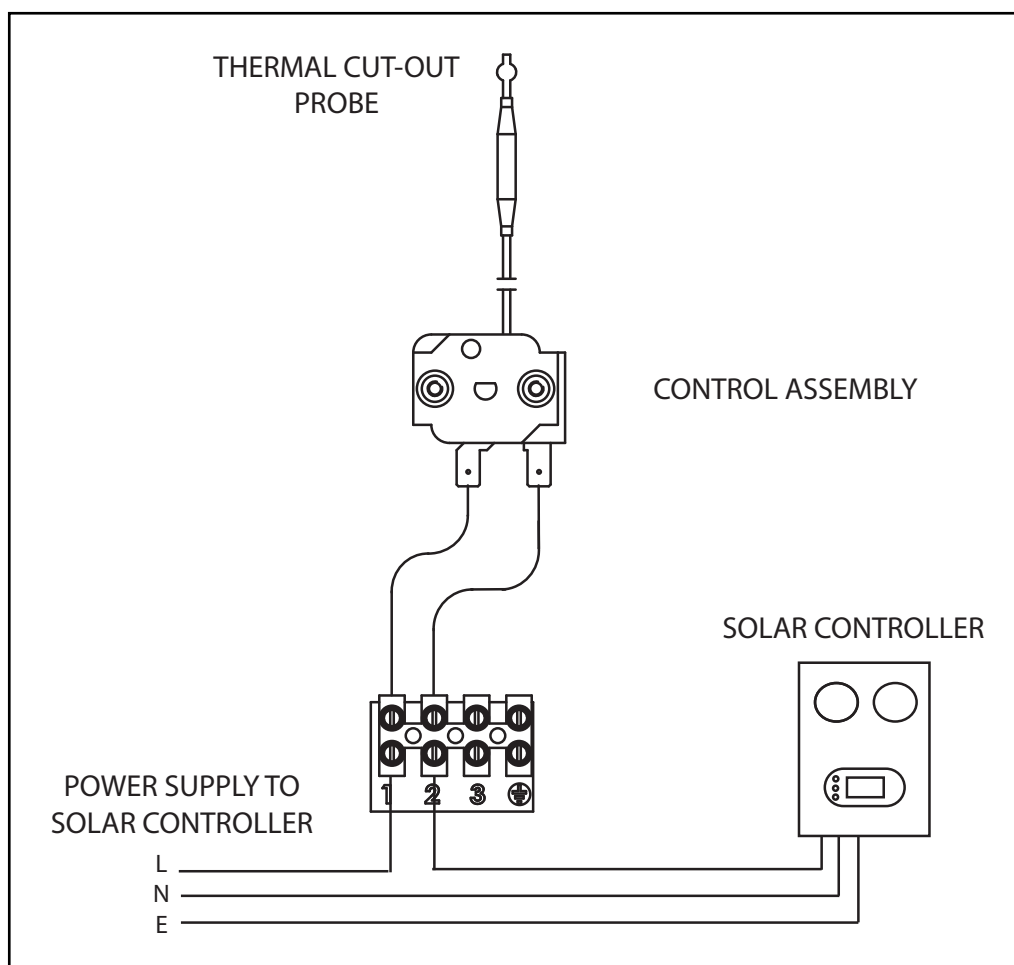 THERMAL CUT-OUT
PROBE
CONTROL ASSEMBLY
SOLAR CONTROLLER
1 2 3
POWER SUPPLY TO
SOLAR CONTROLLER
L
N
E